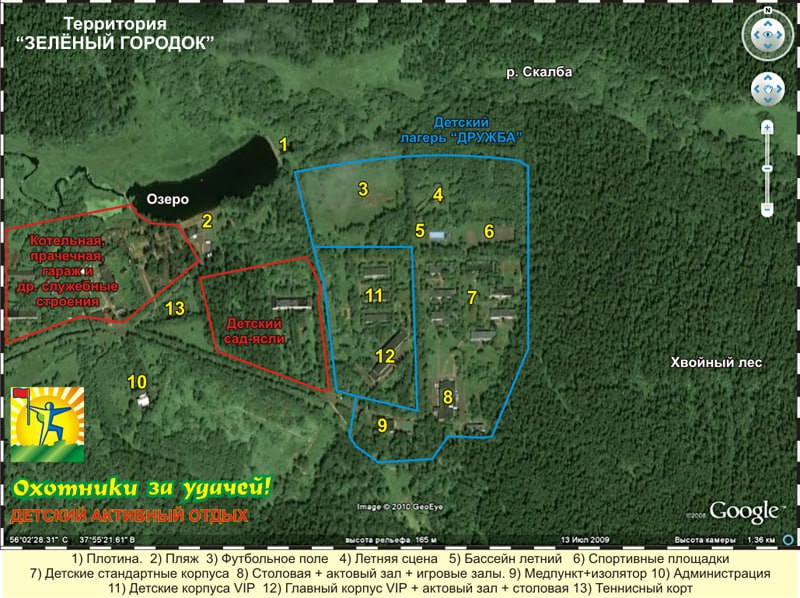 Территория
"ЗЕЛЁНЫЙ ГОРОДОК"
N
р. Скалба
Детский
лагерь "ДРУЖБА"
1
3
4
Озеро
2
5
6
Котельная,
прачечная,
гараж и
др. служебные
строения
11
7
13
Детский
сад-ясли
12
Хвойный лес
10
8
9
Охотники за удачей!
ДЕТСКИЙ АКТИВНЫЙ ОТДЫХ
Image © 2010 GeoEye
©2008 Google™
56°02'28.31" С 37°55'21.61" В
высота рельефа 165 м
13 Июл 2009
Высота камеры 1.36 км
1) Плотина. 2) Пляж 3) Футбольное поле 4) Летняя сцена 5) Бассейн летний 6) Спортивные площадки
7) Детские стандартные корпуса 8) Столовая + актовый зал + игровые залы. 9) Медпункт+изолятор 10) Администрация
11) Детские корпуса VIP 12) Главный корпус VIP + актовый зал + столовая 13) Теннисный корт